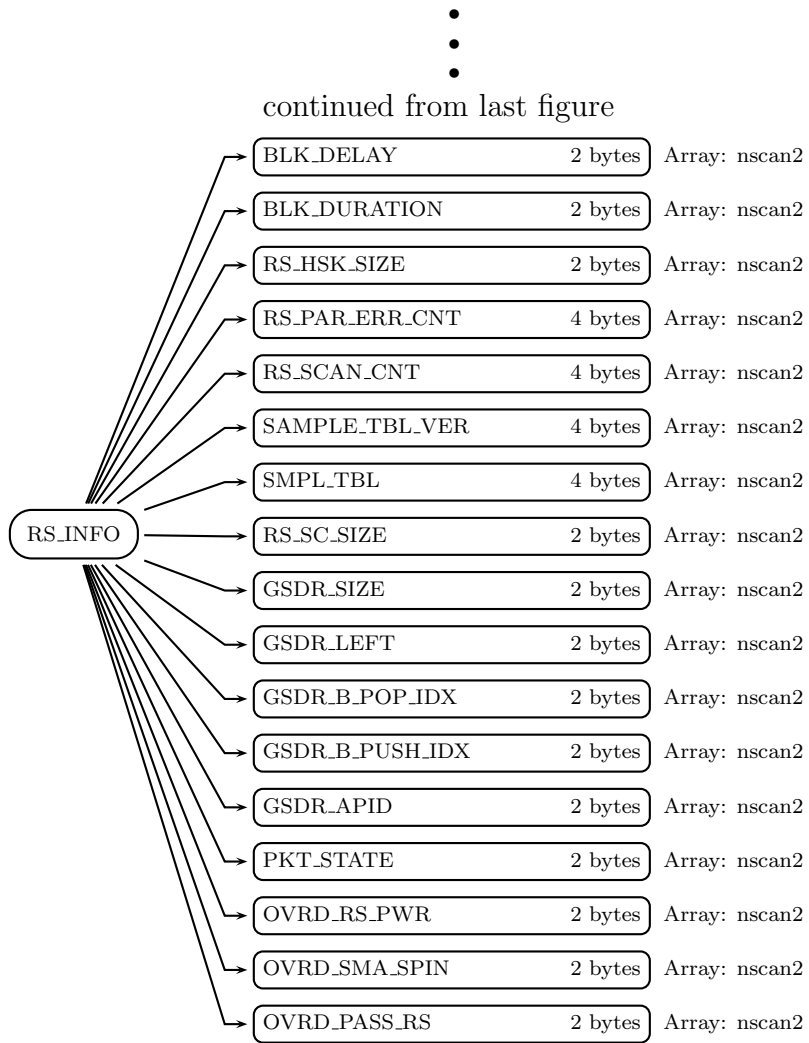 continued from last figure
BLK_DELAY 2 bytes Array: nscan2
BLK_DURATION 2 bytes Array: nscan2
RS_HSK_SIZE 2 bytes Array: nscan2
RS_PAR_ERR_CNT 4 bytes Array: nscan2
RS_SCAN_CNT 4 bytes Array: nscan2
SAMPLE_TBL_VER 4 bytes Array: nscan2
SMPL_TBL 4 bytes Array: nscan2
RS_INFO
RS_SC_SIZE 2 bytes Array: nscan2
GSDR_SIZE 2 bytes Array: nscan2
GSDR_LEFT 2 bytes Array: nscan2
GSDR_B_POP_IDX 2 bytes Array: nscan2
GSDR_B_PUSH_IDX 2 bytes Array: nscan2
GSDR_APID 2 bytes Array: nscan2
PKT_STATE 2 bytes Array: nscan2
OVRD_RS_PWR 2 bytes Array: nscan2
OVRD_SMA_SPIN 2 bytes Array: nscan2
OVRD_PASS_RS 2 bytes Array: nscan2